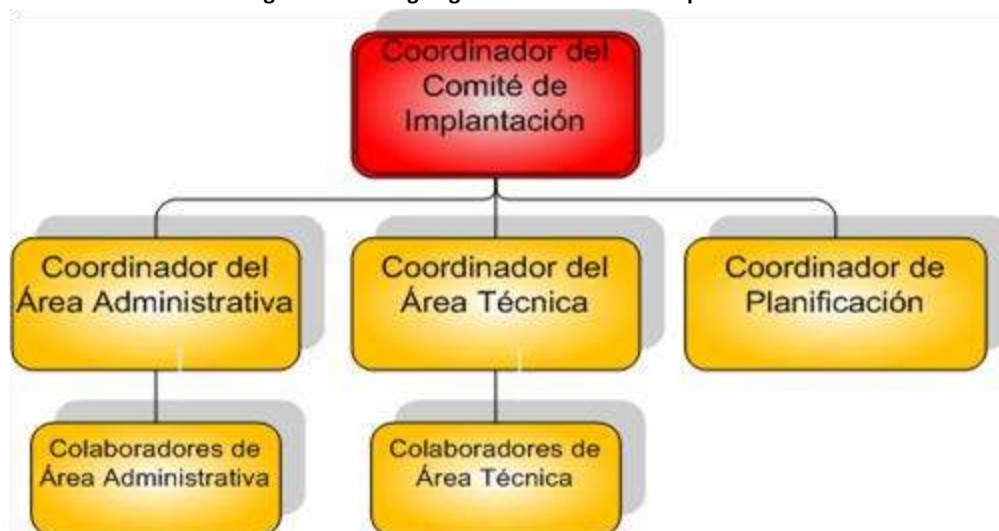 Coordinador del
Comité de
Implantación
Coordinador del
Área Administrativa
Coordinador del
Área Técnica
Coordinador de
Planificación
Colaboradores de
Área Administrativa
Colaboradores de
Área Técnica